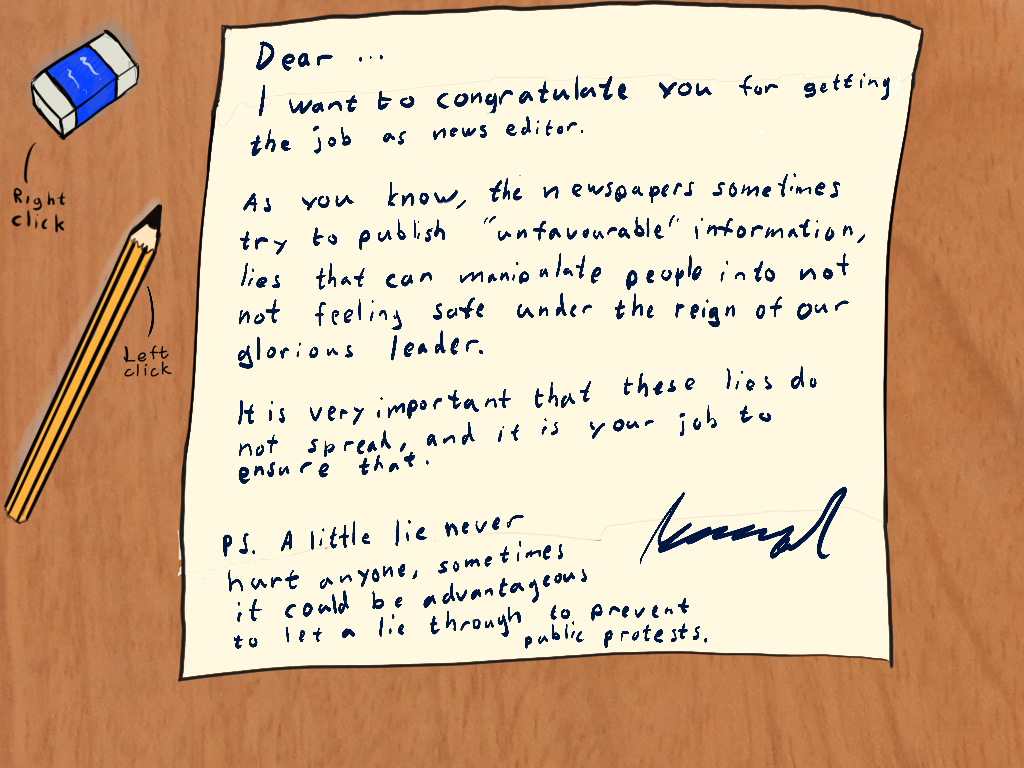 Dear ...
I want to congratulate you for getting
the job as news editor.
As you know, the newspapers sometimes
try to publish "unfavourable" information,
lies that can manipulate people into not
not feeling safe under the reign of our
glorious leader.
It is very important that these lies do
not spread, and it is your job to
ensure that.
PS. A little lie never
hurt anyone, sometimes
it could be advantageous
to let a lie through to prevent
public protests.
Right
click
Left
click